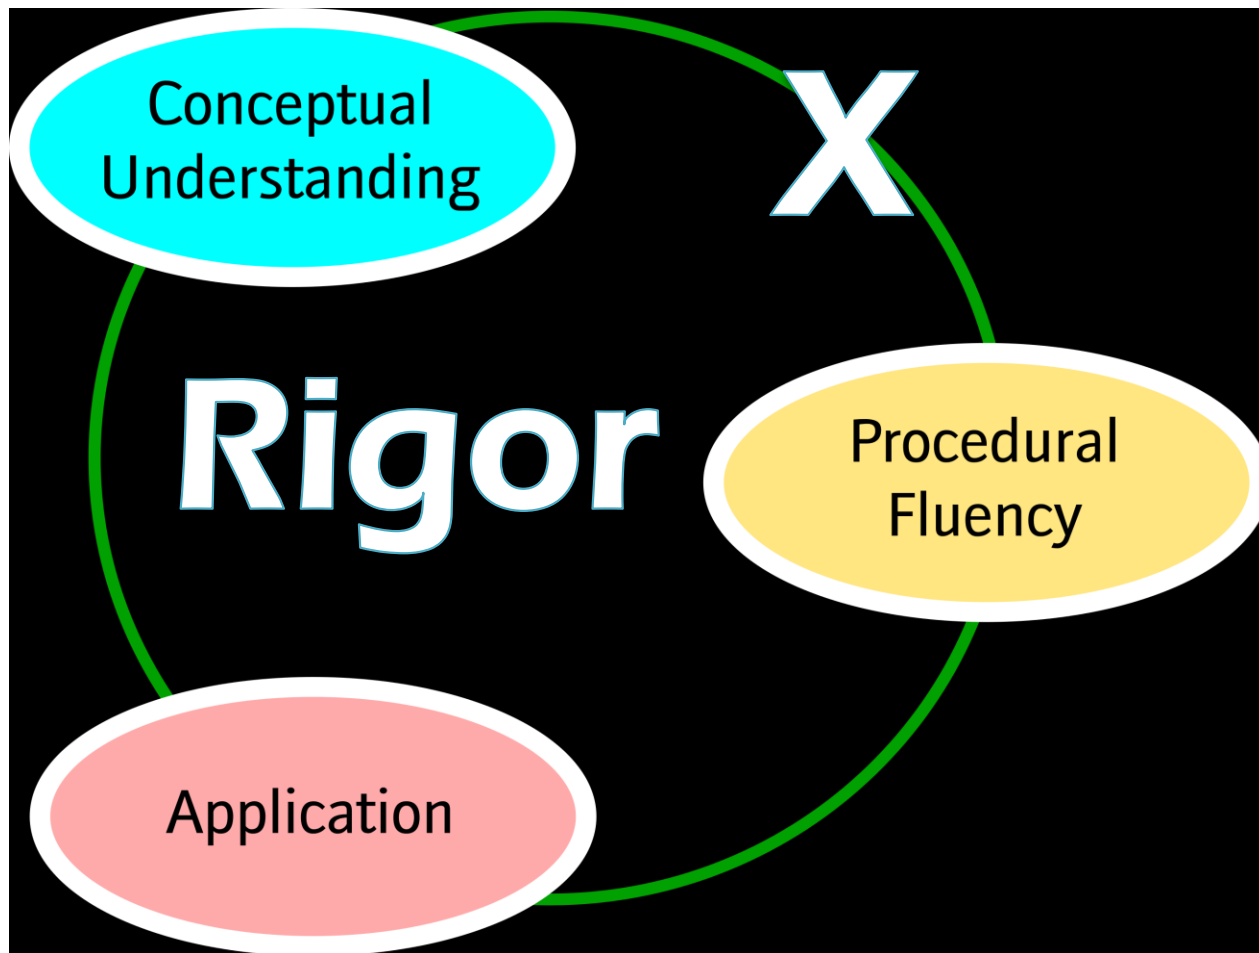 Conceptual
Understanding
X
Rigor
Procedural
Fluency
Application